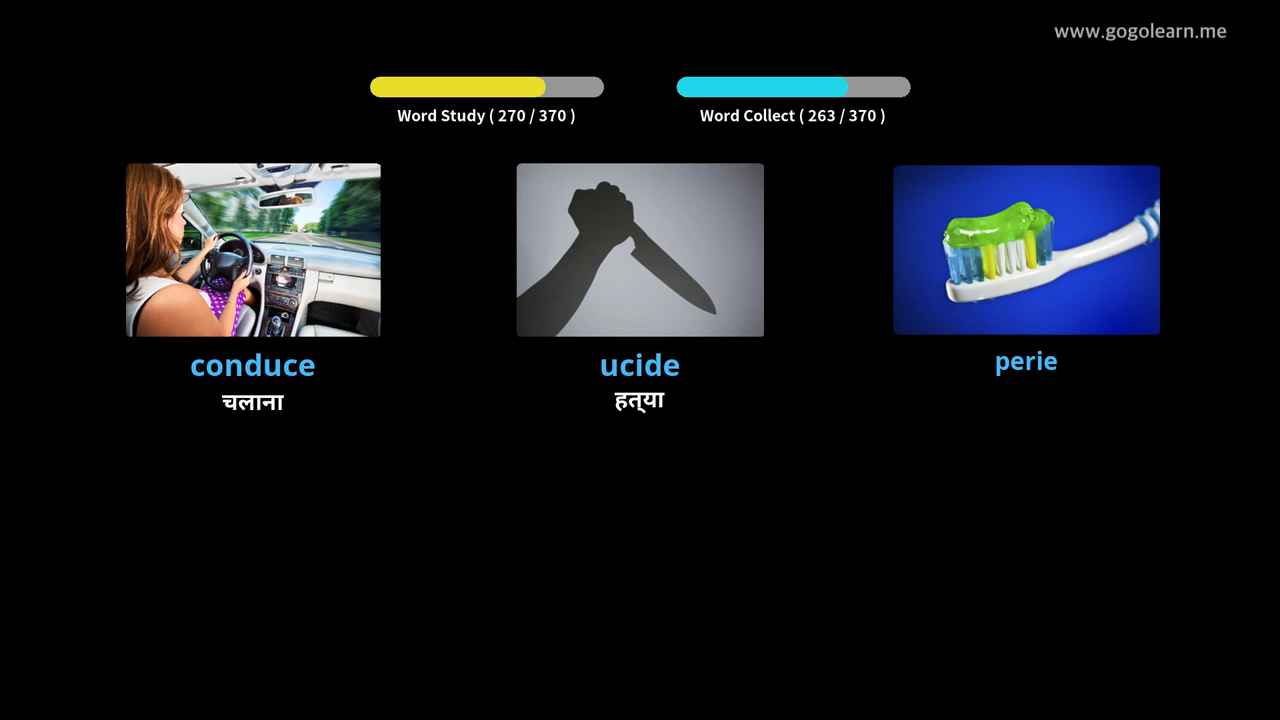 www.gogolearn.me
Word Study ( 270 / 370 )
Word Collect ( 263 / 370 )
conduce
ucide
perie
चलाना
हत्या